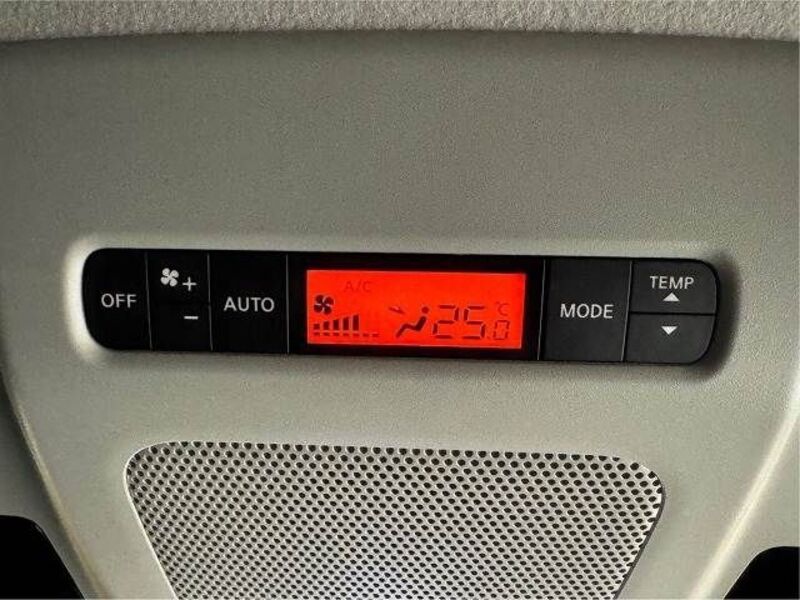 OFF
+
-
AUTO
A/C
25.0 °C
MODE
TEMP